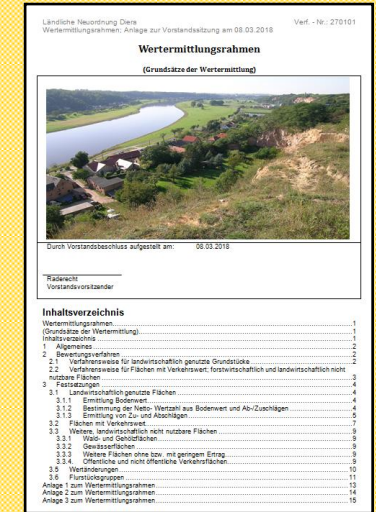 Ländliche Neuordnung Diera Verf. - Nr.: 270101
Wertermittlungsrahmen; Anlage zur Vorstandssitzung am 08.03.2018
Wertermittlungsrahmen
(Grundsätze der Wertermittlung)
Durch Vorstandsbeschluss aufgestellt am: 08.03.2018
Raderecht
Vorstandsvorsitzender
Inhaltsverzeichnis
Wertermittlungsrahmen 1
(Grundsätze der Wertermittlung) 1
Inhaltsverzeichnis 1
1 Allgemeines 2
2 Bewertungsverfahren 2
2.1 Verfahrensweise für landwirtschaftlich genutzte Grundstücke 2
2.2 Verfahrensweise für Flächen mit Verkehrswert; forstwirtschaftlich und landwirtschaftlich nicht
nutzbare Flächen 3
3 Festsetzungen 4
3.1 Landwirtschaftlich genutzte Flächen 4
3.1.1 Ermittlung Bodenwert 4
3.1.2 Bestimmung der Netto- Wertzahl aus Bodenwert und Ab-/Zuschlägen 4
3.1.3 Ermittlung von Zu- und Abschlägen 5
3.2 Flächen mit Verkehrswert 7
3.3 Weitere, landwirtschaftlich nicht nutzbare Flächen 9
3.3.1 Wald- und Gehölzflächen 9
3.3.2 Gewässerflächen 9
3.3.3 Weitere Flächen ohne bzw. mit geringem Ertrag 9
3.3.4. Öffentliche und nicht öffentliche Verkehrsflächen 9
3.5 Wertänderungen 10
3.6 Flurstücksgruppen 11
Anlage 1 zum Wertermittlungsrahmen 13
Anlage 2 zum Wertermittlungsrahmen 14
Anlage 3 zum Wertermittlungsrahmen 15